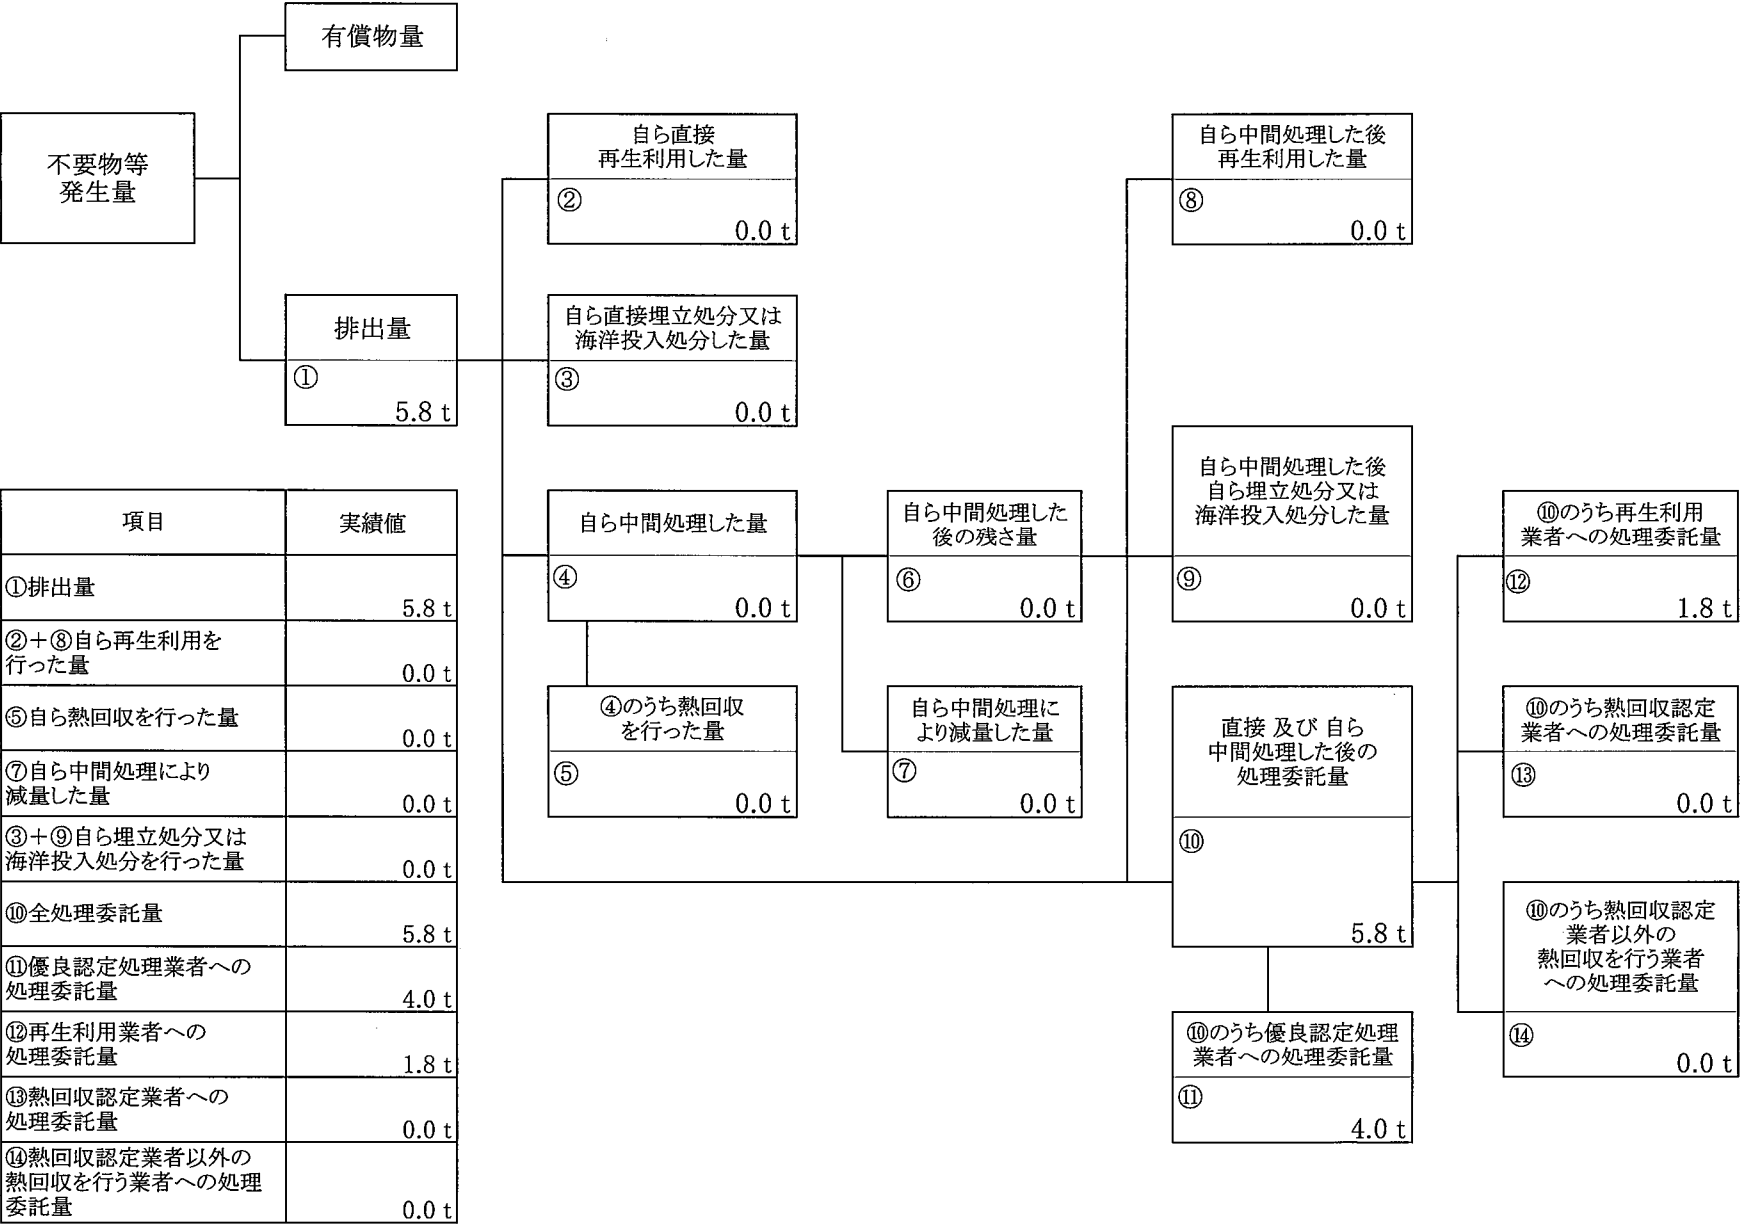 有償物量
不要物等
発生量
自ら直接
再生利用した量
②
0.0 t
自ら中間処理した後
再生利用した量
⑧
0.0 t
排出量
①
5.8 t
自ら直接埋立処分又は
海洋投入処分した量
③
0.0 t
自ら中間処理した量
④
0.0 t
自ら中間処理した
後の残さ量
⑥
0.0 t
自ら中間処理した後
自ら埋立処分又は
海洋投入処分した量
⑨
0.0 t
⑩のうち再生利用
業者への処理委託量
⑫
1.8 t
④のうち熱回収
を行った量
⑤
0.0 t
自ら中間処理に
より減量した量
⑦
0.0 t
直接 及び 自ら
中間処理した後の
処理委託量
⑩
5.8 t
⑩のうち熱回収認定
業者への処理委託量
⑬
0.0 t
⑩のうち熱回収認定
業者以外の
熱回収を行う業者
への処理委託量
⑭
0.0 t
⑩のうち優良認定処理
業者への処理委託量
⑪
4.0 t
項目
実績値
①排出量
5.8 t
②＋⑧自ら再生利用を
行った量
0.0 t
⑤自ら熱回収を行った量
0.0 t
⑦自ら中間処理により
減量した量
0.0 t
③＋⑨自ら埋立処分又は
海洋投入処分を行った量
0.0 t
⑩全処理委託量
5.8 t
⑪優良認定処理業者への
処理委託量
4.0 t
⑫再生利用業者への
処理委託量
1.8 t
⑬熱回収認定業者への
処理委託量
0.0 t
⑭熱回収認定業者以外の
熱回収を行う業者への処理
委託量
0.0 t